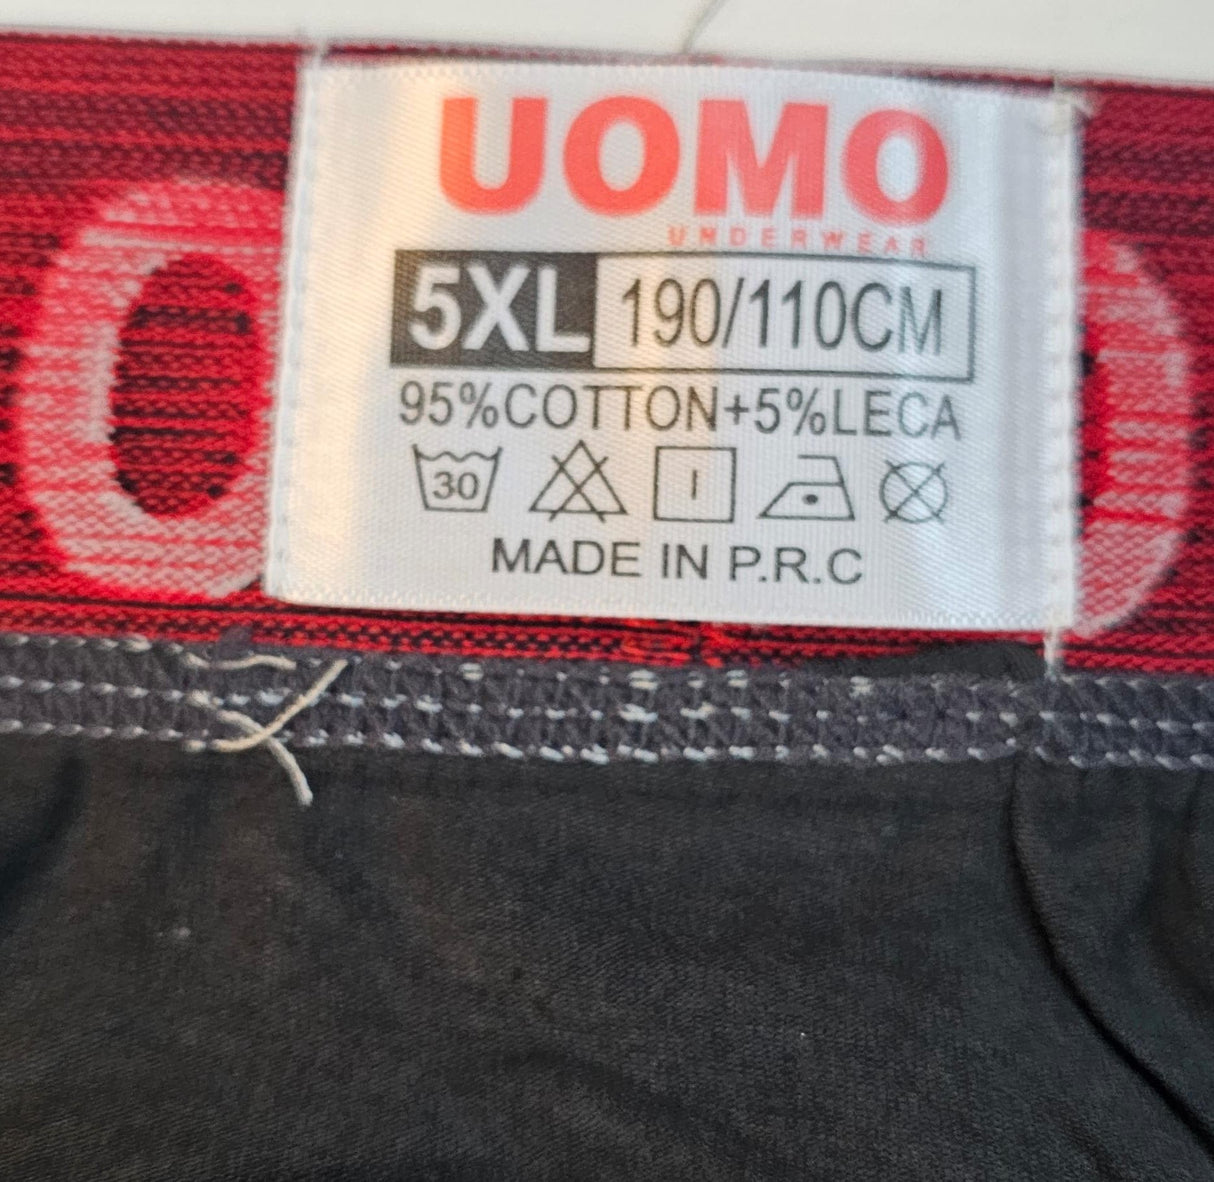 UOMO
UNDERWEAR
5XL 190/110CM
95%COTTON+5%LECA
30
MADE IN P.R.C